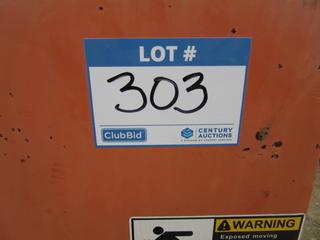 LOT #
303
ClubBid
CENTURY
AUCTIONS
WARNING
Exposed moving